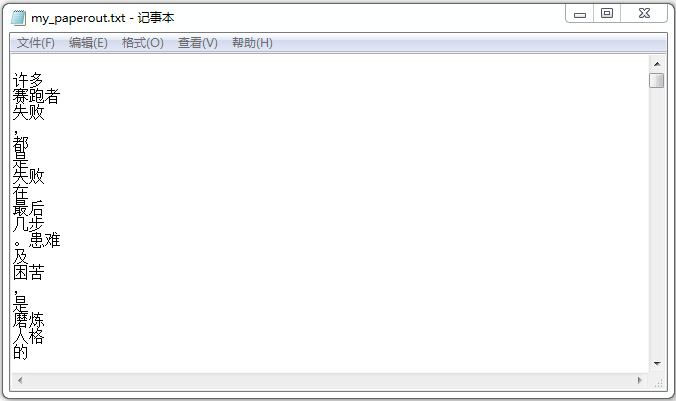 my_paperout.txt - 记事本
文件(F) 编辑(E) 格式(O) 查看(V) 帮助(H)
许多
赛跑者
失败
，
都
是
失败
在
最后
几步
。患难
及
困苦
，
是
磨炼
人格
的